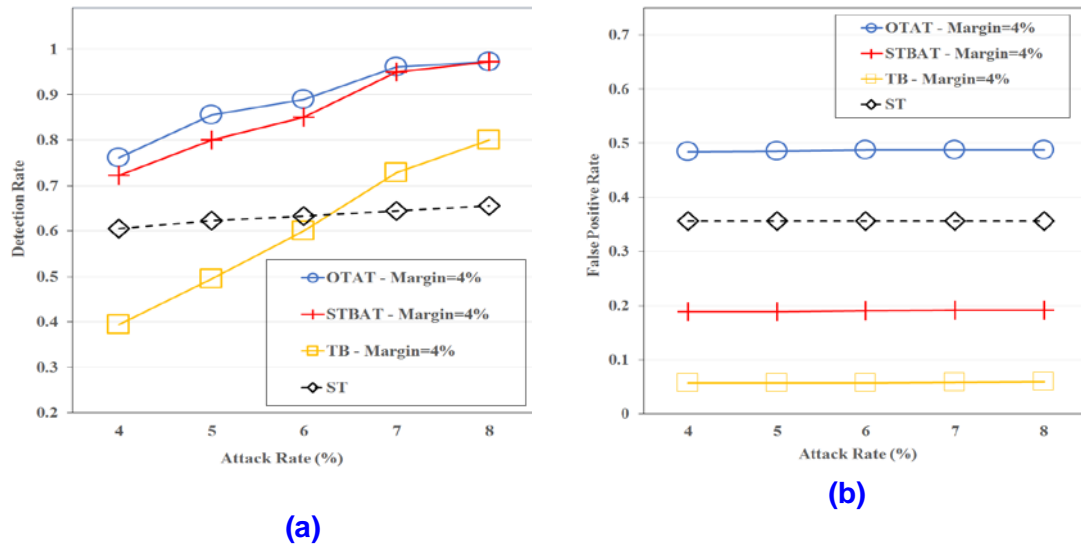 1
0.9
0.8
0.7
0.6
0.5
0.4
0.3
0.2
Detection Rate
4 5 6 7 8
Attack Rate (%)
OTAT - Margin=4%
STBAT - Margin=4%
TB - Margin=4%
ST
(a)
0.7
0.6
0.5
0.4
0.3
0.2
0.1
0
False Positive Rate
4 5 6 7 8
Attack Rate (%)
OTAT - Margin=4%
STBAT - Margin=4%
TB - Margin=4%
ST
(b)